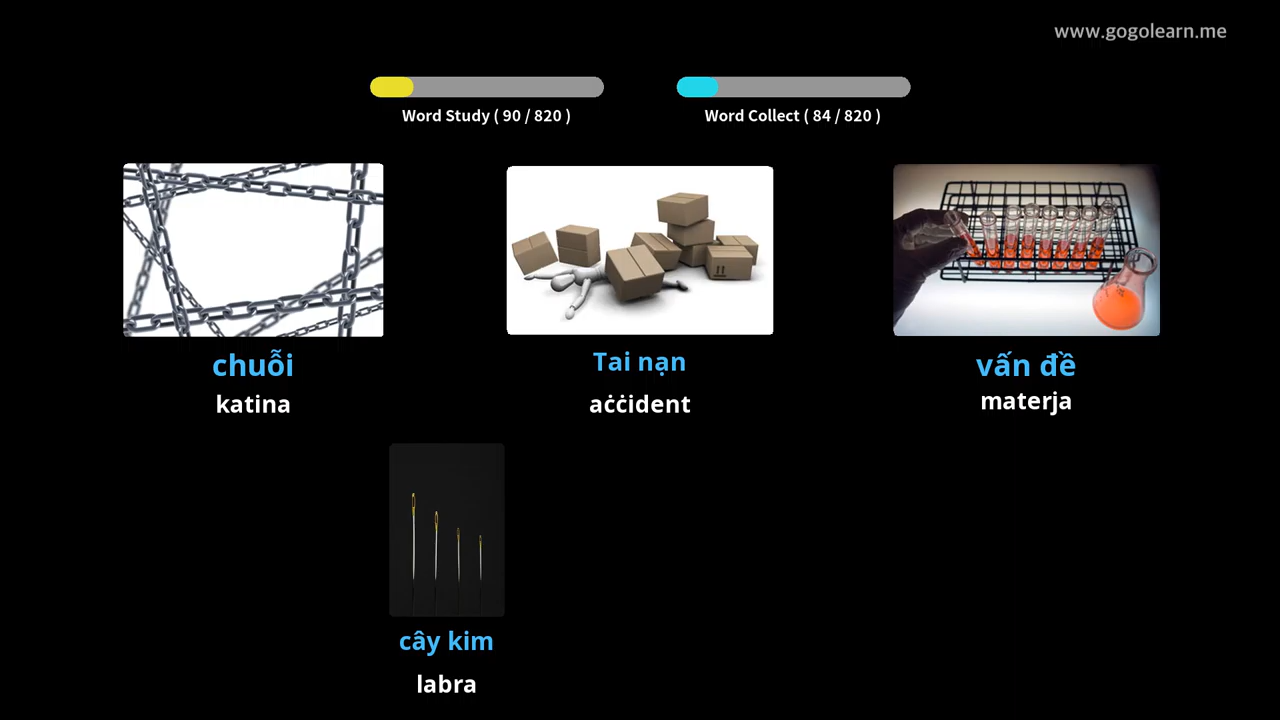 www.gogolearn.me
Word Study ( 90 / 820 )
Word Collect ( 84 / 820 )
chuỗi
katina
Tai nạn
aċċident
vấn đề
materja
cây kim
labra